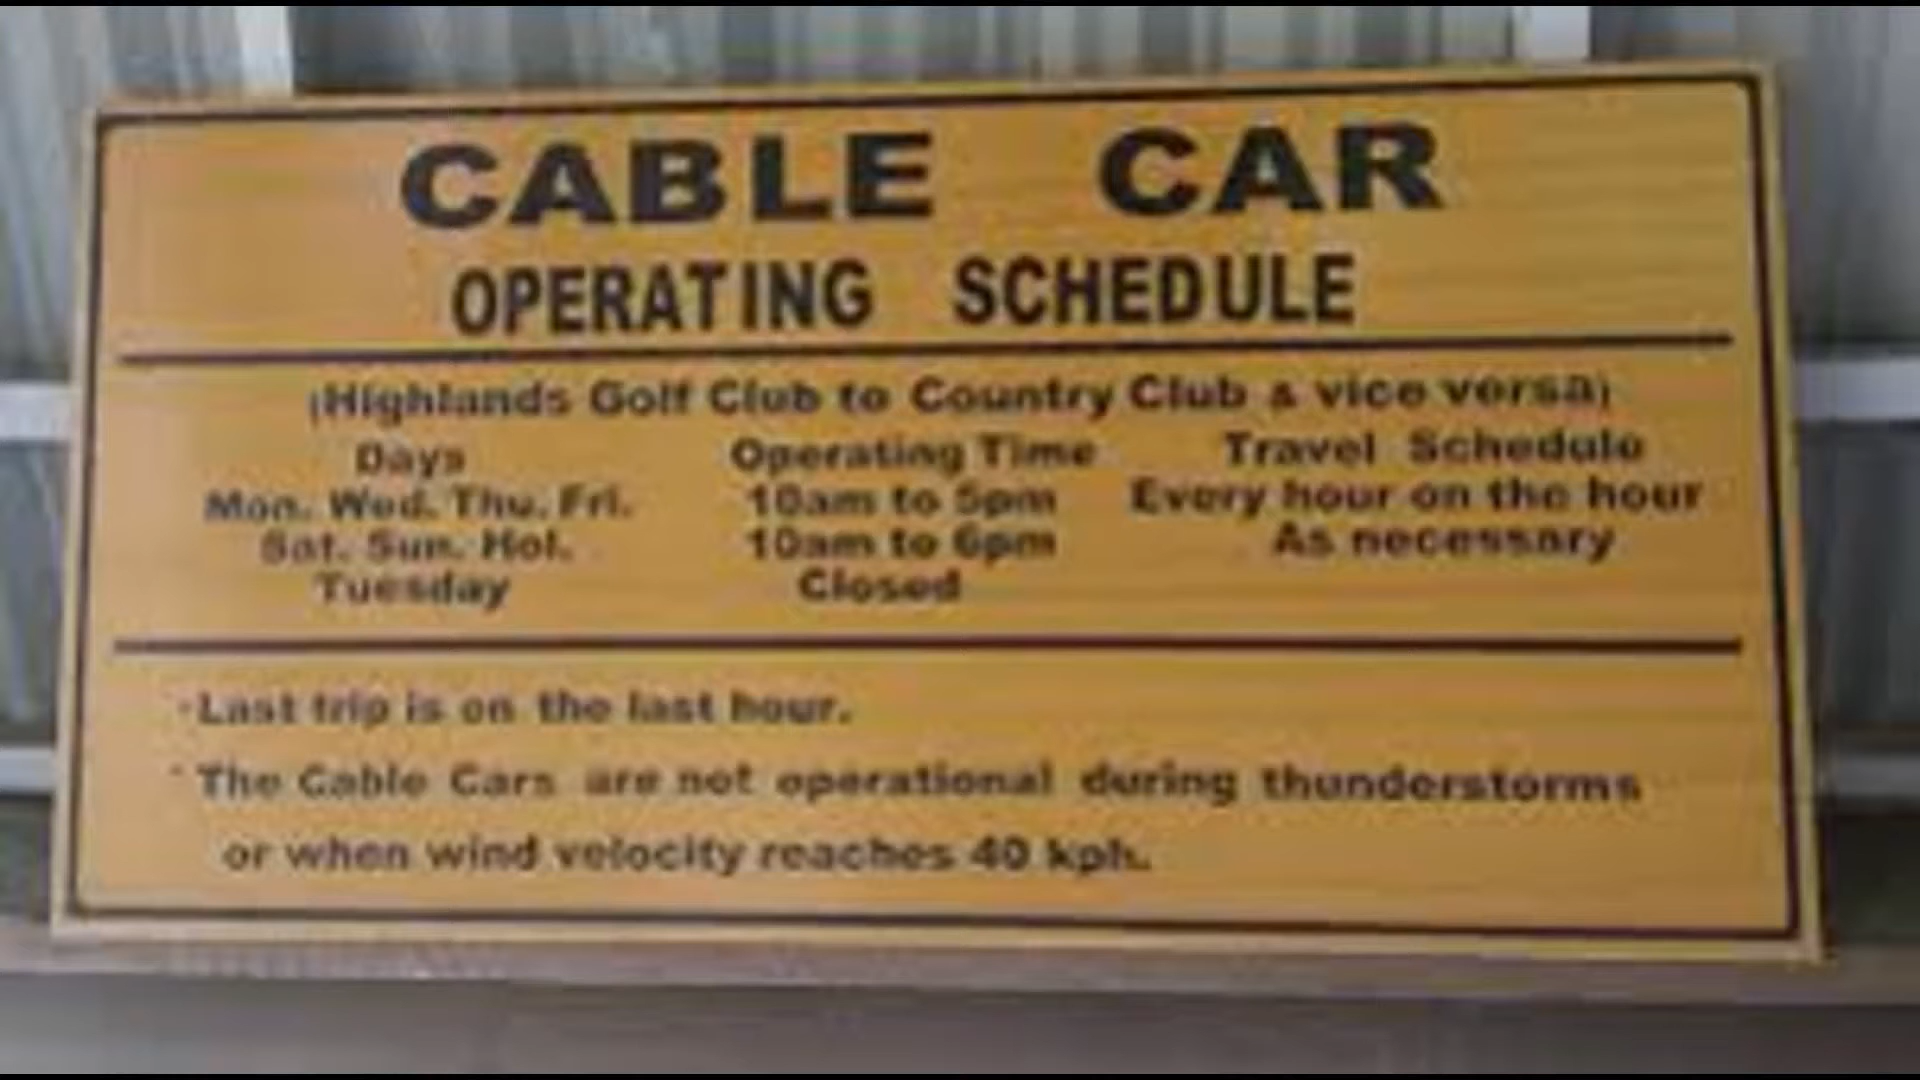 CABLE CAR
OPERATING SCHEDULE
(Highlands Golf Club to Country Club & vice versa)
Days Operating Time Travel Schedule
Mon. Wed. Thu. Fri. 10am to 5pm Every hour on the hour
Sat. Sun. Hol. 10am to 6pm As necessary
Tuesday Closed
· Last trip is on the last hour.
· The Cable Cars are not operational during thunderstorms
or when wind velocity reaches 40 kph.